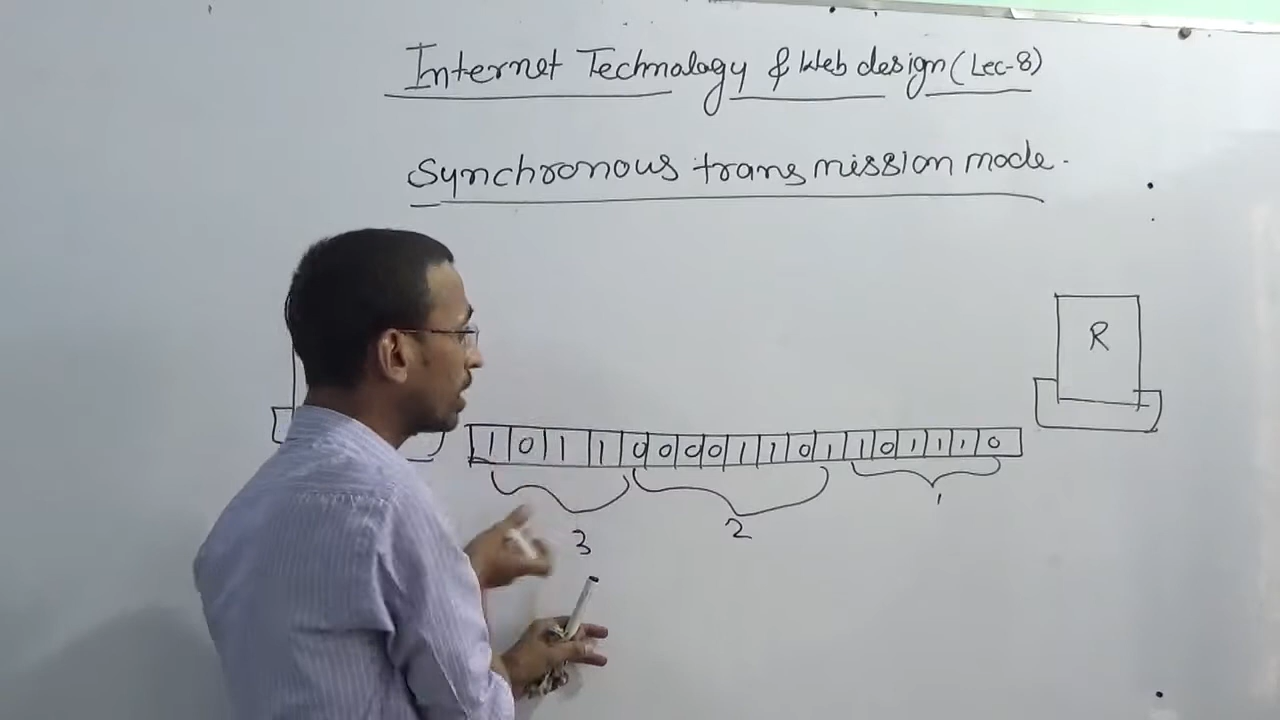 Internet Technology & Web design (Lec-8)
Synchronous transmission mode.
R
1 0 1 1 0 0 0 0 1 1 0 1 1 0 1 1 1 0
3 2 1